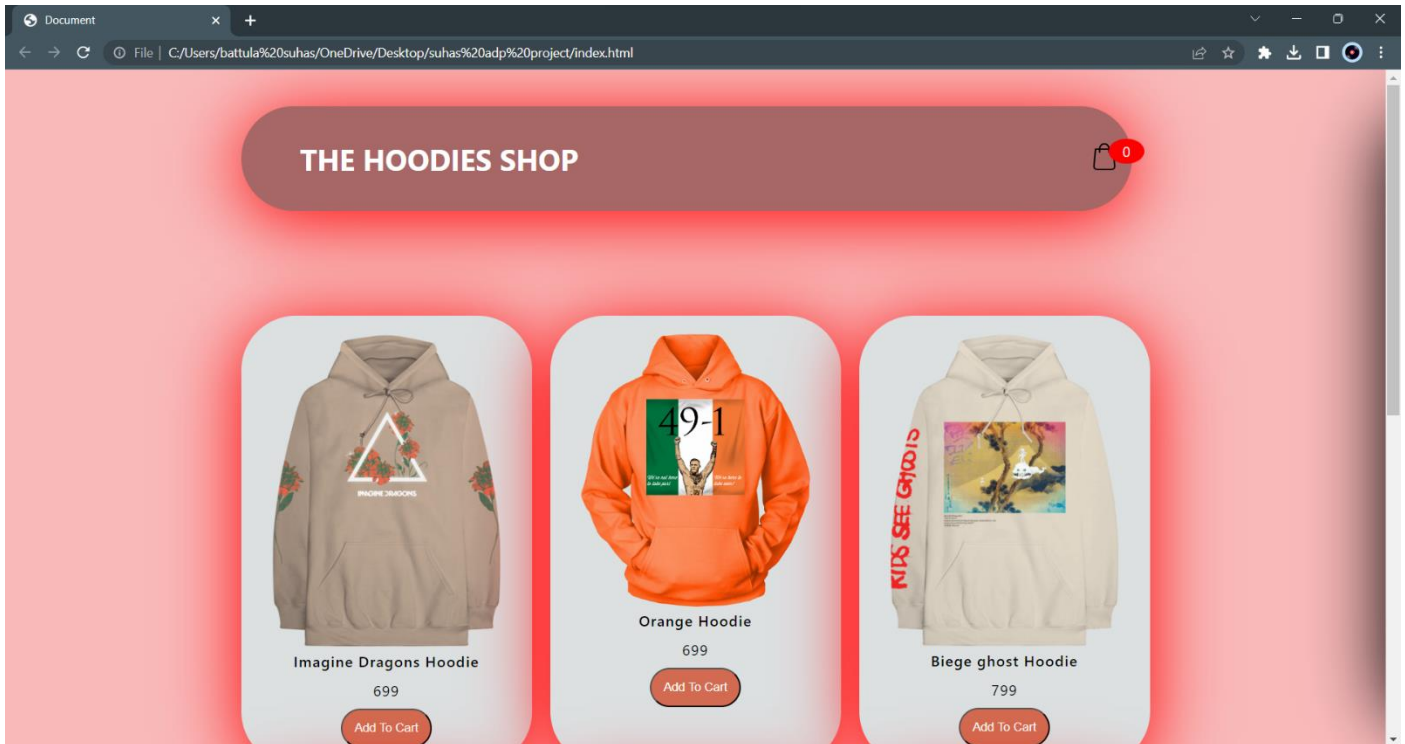 Document
File
C:/Users/battula%20suhas/OneDrive/Desktop/suhas%20adp%20project/index.html
THE HOODIES SHOP
0
IMAGINE DRAGONS
49-1
KIDS SEE GHOSTS
Orange Hoodie
699
Add To Cart
Imagine Dragons Hoodie
699
Add To Cart
Biege ghost Hoodie
799
Add To Cart